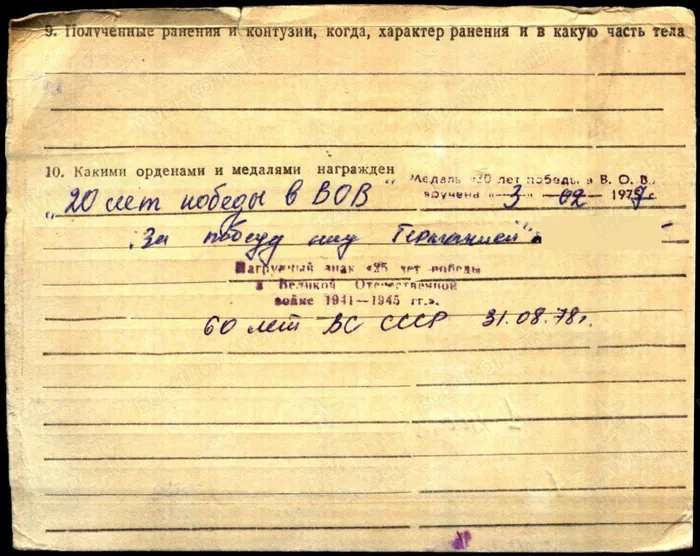 9. Полученные ранения и контузии, когда, характер ранения и в какую часть тела
10. Какими орденами и медалями награжден
Медаль «30 лет победы в В. О. В.»
вручена «3» 02 1977г.
„20 лет победы в ВОВ"
„За победу над Германией"
Нагрудный знак «25 лет победы
в Великой Отечественной
войне 1941—1945 гг.».
60 лет ВС СССР 31.08.78г.